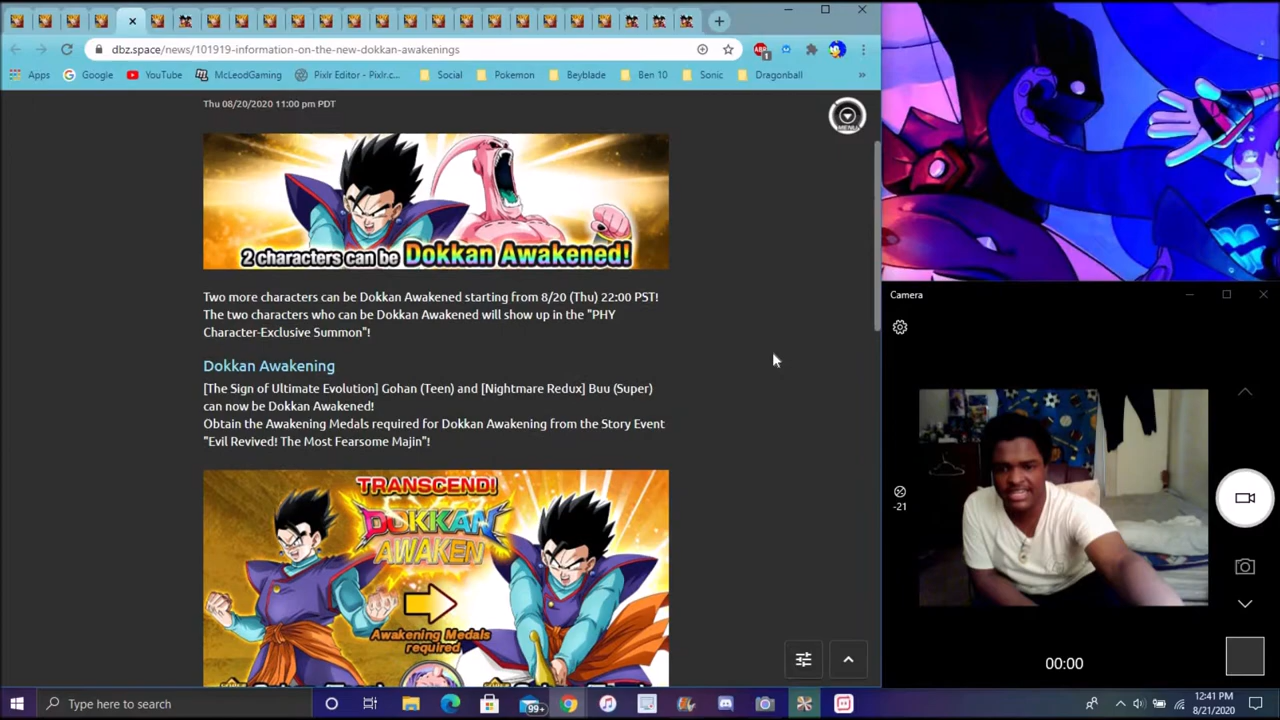 dbz.space/news/101919-information-on-the-new-dokkan-awakenings
ABP
1
Apps
Google
YouTube
McLeodGaming
Pixlr Editor - Pixlr.c...
Social
Pokemon
Beyblade
Ben 10
Sonic
Dragonball
»
Thu 08/20/2020 11:00 pm PDT
MENU
2 characters can be Dokkan Awakened!
Two more characters can be Dokkan Awakened starting from 8/20 (Thu) 22:00 PST!
The two characters who can be Dokkan Awakened will show up in the "PHY
Character-Exclusive Summon"!
Dokkan Awakening
[The Sign of Ultimate Evolution] Gohan (Teen) and [Nightmare Redux] Buu (Super)
can now be Dokkan Awakened!
Obtain the Awakening Medals required for Dokkan Awakening from the Story Event
"Evil Revived! The Most Fearsome Majin"!
TRANSCEND!
DOKKAN
AWAKEN
Awakening Medals
required
Camera
-21
00:00
Type here to search
99+
12:41 PM
8/21/2020